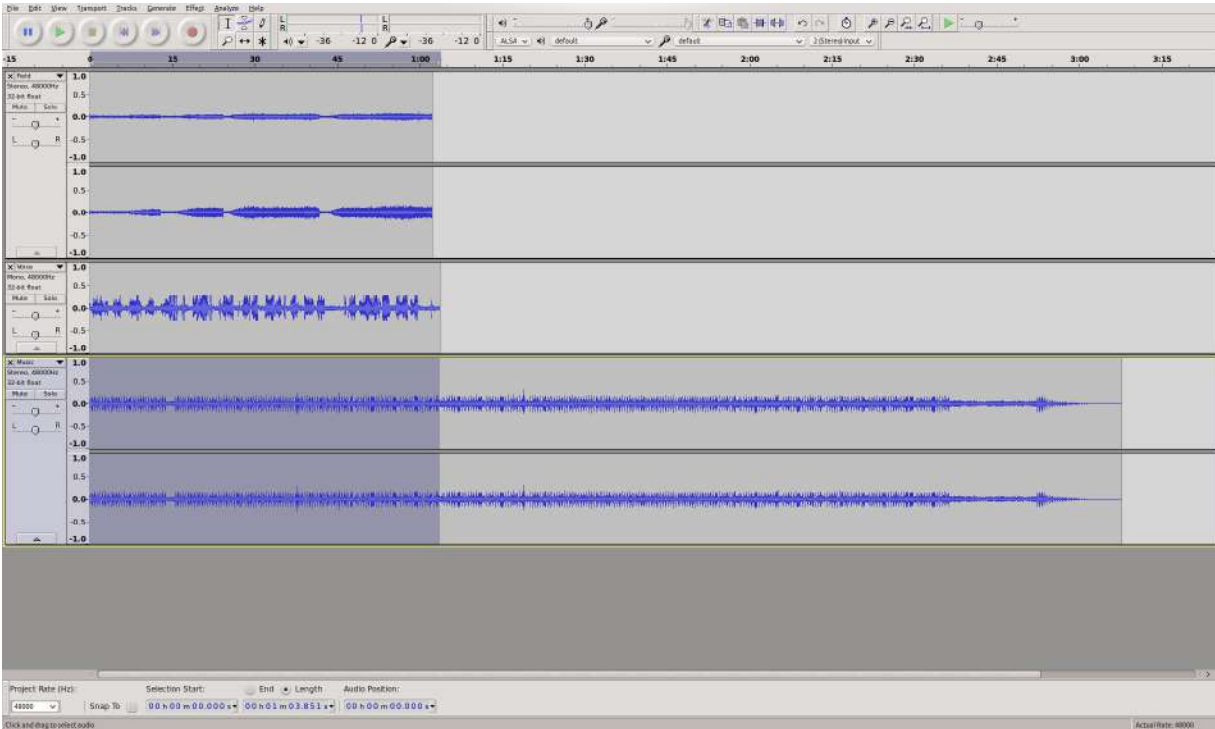 File Edit View Transport Tracks Generate Effect Analyze Help
L R L R
-36 -12 0 -36 -12 0 ALSA default default 2 (Stereo) Input
-15 0 15 30 45 1:00 1:15 1:30 1:45 2:00 2:15 2:30 2:45 3:00 3:15
X Field 1.0
Stereo, 48000Hz
32-bit float 0.5
Mute Solo
- + 0.0
L R -0.5
-1.0
1.0
0.5
0.0
-0.5
-1.0
X Voice 1.0
Mono, 48000Hz
32-bit float 0.5
Mute Solo
- + 0.0
L R -0.5
-1.0
X Music 1.0
Stereo, 48000Hz
32-bit float 0.5
Mute Solo
- + 0.0
L R -0.5
-1.0
1.0
0.5
0.0
-0.5
-1.0
Project Rate (Hz): Selection Start: End Length Audio Position:
48000 Snap To 00 h 00 m 00.000 s 00 h 01 m 03.851 s 00 h 00 m 00.000 s
Click and drag to select audio Actual Rate: 48000